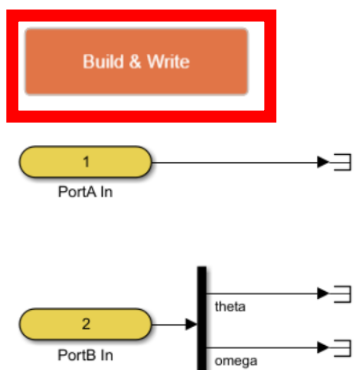 Build & Write
1
PortA In
theta
2
PortB In
omega